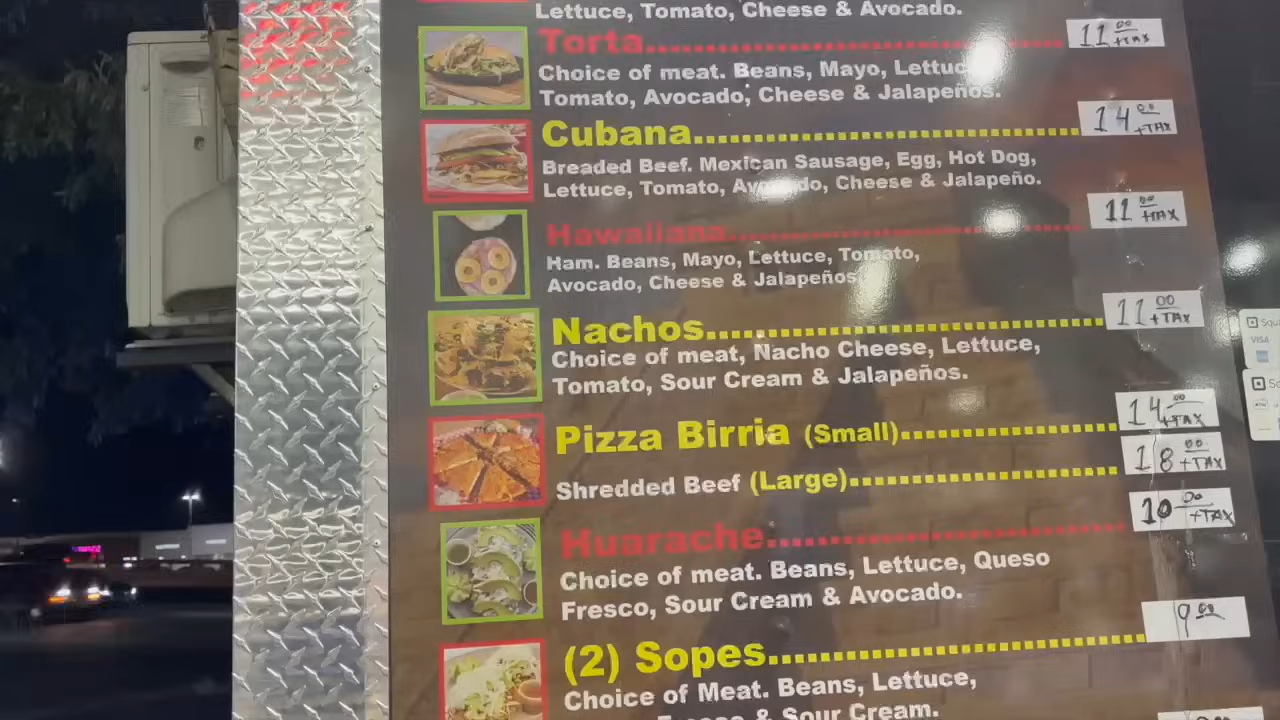 Lettuce, Tomato, Cheese & Avocado.
Torta........................ 11 00 +TAX
Choice of meat. Beans, Mayo, Lettuc
Tomato, Avocado, Cheese & Jalapeños.
Cubana........................ 14 00 +TAX
Breaded Beef. Mexican Sausage, Egg, Hot Dog,
Lettuce, Tomato, Avocado, Cheese & Jalapeño.
Hawaiiana........................ 11 00 +TAX
Ham. Beans, Mayo, Lettuce, Tomato,
Avocado, Cheese & Jalapeños
Nachos........................ 11 00 +TAX
Choice of meat, Nacho Cheese, Lettuce,
Tomato, Sour Cream & Jalapeños.
Pizza Birria (Small)........................ 14 00 +TAX
Shredded Beef (Large)........................ 18 00 +TAX
Huarache........................ 10 00 +TAX
Choice of meat. Beans, Lettuce, Queso
Fresco, Sour Cream & Avocado.
(2) Sopes........................ 9 00
Choice of Meat. Beans, Lettuce,
& Sour Cream.
VISA